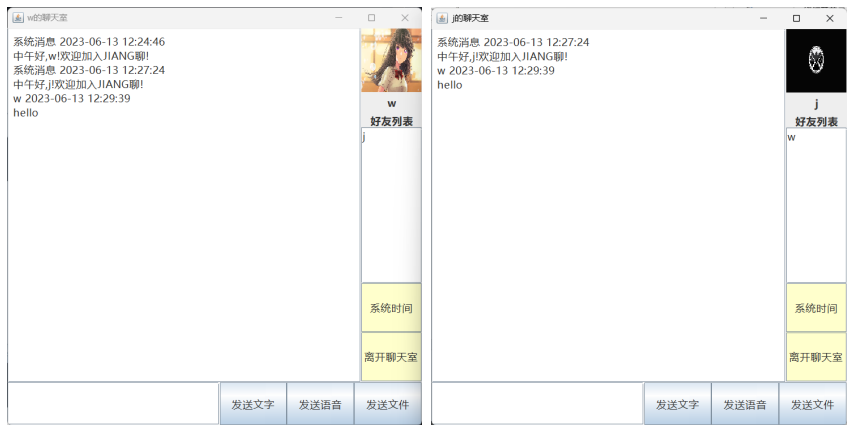 w的聊天室
系统消息 2023-06-13 12:24:46
中午好,w!欢迎加入JIANG聊!
系统消息 2023-06-13 12:27:24
中午好,j!欢迎加入JIANG聊!
w 2023-06-13 12:29:39
hello
w
好友列表
j
系统时间
离开聊天室
发送文字
发送语音
发送文件
j的聊天室
系统消息 2023-06-13 12:27:24
中午好,j!欢迎加入JIANG聊!
w 2023-06-13 12:29:39
hello
j
好友列表
w
系统时间
离开聊天室
发送文字
发送语音
发送文件